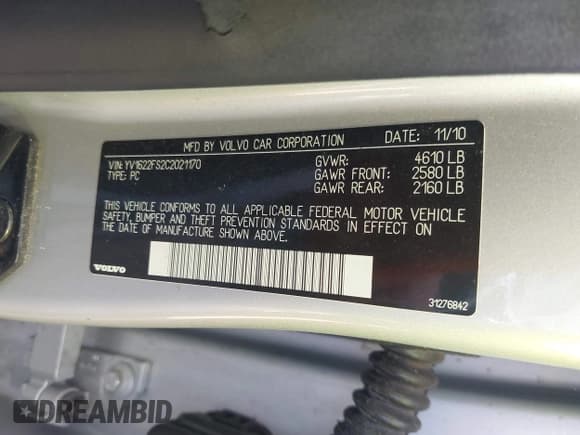 MFD BY VOLVO CAR CORPORATION DATE: 11/10
VIN: YV1622FS2C2021170 GVWR: 4610 LB
TYPE: PC GAWR FRONT: 2580 LB
GAWR REAR: 2160 LB
THIS VEHICLE CONFORMS TO ALL APPLICABLE FEDERAL MOTOR VEHICLE
SAFETY, BUMPER AND THEFT PREVENTION STANDARDS IN EFFECT ON
THE DATE OF MANUFACTURE SHOWN ABOVE.
VOLVO
31276842
DREAMBID